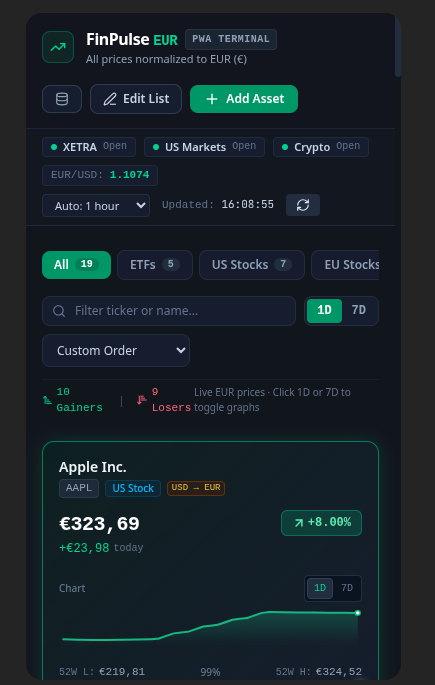 FinPulse EUR PWA TERMINAL
All prices normalized to EUR (€)
Edit List
Add Asset
XETRA Open
US Markets Open
Crypto Open
EUR/USD: 1.1074
Auto: 1 hour
Updated: 16:08:55
All 19
ETFs 5
US Stocks 7
EU Stocks
Filter ticker or name...
1D 7D
Custom Order
10 Gainers
|
9 Losers
Live EUR prices · Click 1D or 7D to
toggle graphs
Apple Inc.
AAPL US Stock USD → EUR
€323,69
+8.00%
+€23,98 today
Chart
1D 7D
52W L: €219,81
99%
52W H: €324,52